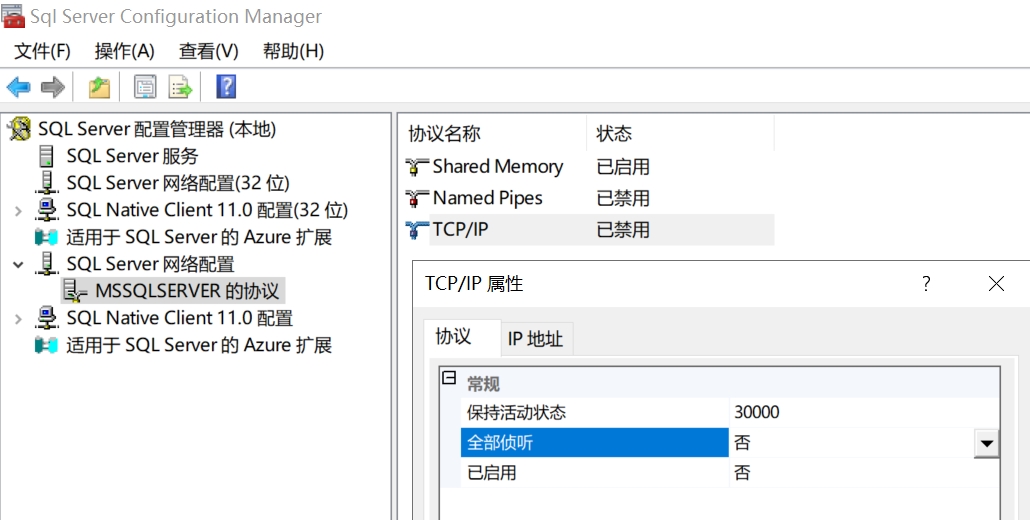 Sql Server Configuration Manager
文件(F) 操作(A) 查看(V) 帮助(H)
SQL Server 配置管理器 (本地)
SQL Server 服务
SQL Server 网络配置(32 位)
SQL Native Client 11.0 配置(32 位)
适用于 SQL Server 的 Azure 扩展
SQL Server 网络配置
MSSQLSERVER 的协议
SQL Native Client 11.0 配置
适用于 SQL Server 的 Azure 扩展
协议名称 状态
Shared Memory 已启用
Named Pipes 已禁用
TCP/IP 已禁用
TCP/IP 属性
协议 IP 地址
常规
保持活动状态 30000
全部侦听 否
已启用 否